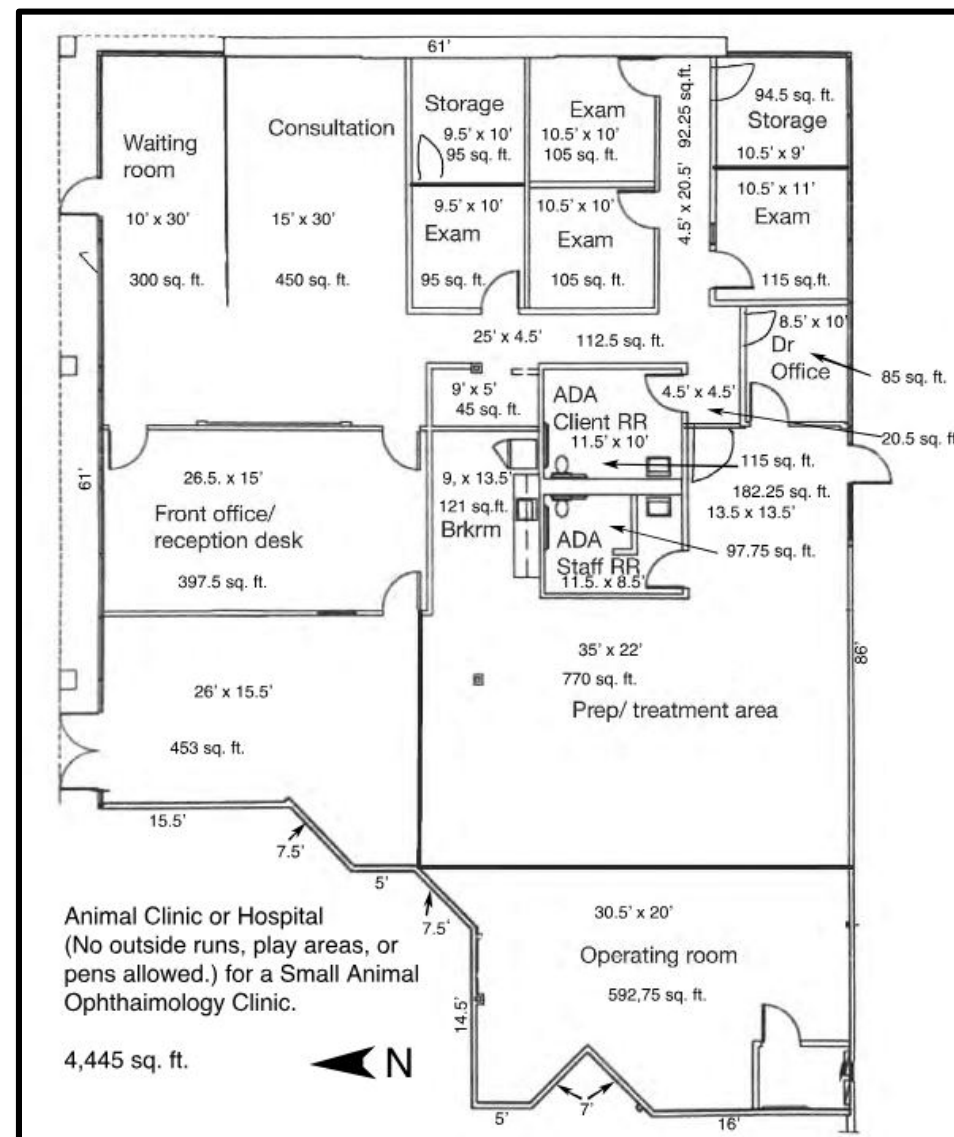 61'
Waiting
room
10' x 30'
300 sq. ft.
Consultation
15' x 30'
450 sq. ft.
Storage
9.5' x 10'
95 sq. ft.
Exam
10.5' x 10'
105 sq. ft.
4.5' x 20.5' 92.25 sq.ft.
94.5 sq. ft.
Storage
10.5' x 9'
9.5' x 10'
Exam
95 sq. ft.
10.5' x 10'
Exam
105 sq. ft.
10.5' x 11'
Exam
115 sq.ft.
25' x 4.5'
112.5 sq. ft.
8.5' x 10'
Dr
Office
85 sq. ft.
9' x 5'
45 sq. ft.
ADA
Client RR
11.5' x 10'
115 sq. ft.
4.5' x 4.5'
20.5 sq. ft
61'
26.5. x 15'
Front office/
reception desk
397.5 sq. ft.
9, x 13.5'
121 sq.ft.
Brkrm
182.25 sq. ft.
13.5 x 13.5'
ADA
Staff RR
11.5. x 8.5'
97.75 sq. ft.
86'
26' x 15.5'
453 sq. ft.
35' x 22'
770 sq. ft.
Prep/ treatment area
15.5'
7.5'
5'
7.5'
Animal Clinic or Hospital
(No outside runs, play areas, or
pens allowed.) for a Small Animal
Ophthaimology Clinic.
4,445 sq. ft.
N
14.5'
30.5' x 20'
Operating room
592,75 sq. ft.
5'
7'
16'